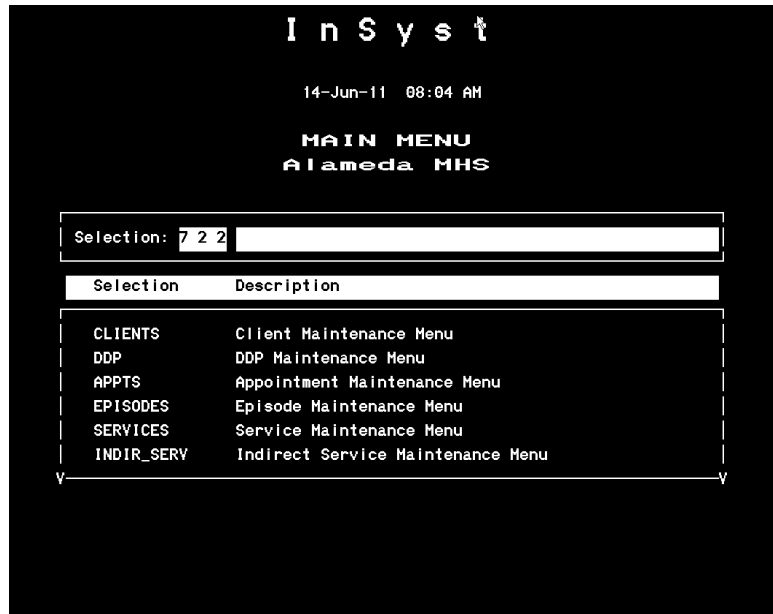 I n S y s t
14-Jun-11 08:04 AM
MAIN MENU
Alameda MHS
Selection: 7 2 2
Selection Description
CLIENTS Client Maintenance Menu
DDP DDP Maintenance Menu
APPTS Appointment Maintenance Menu
EPISODES Episode Maintenance Menu
SERVICES Service Maintenance Menu
INDIR_SERV Indirect Service Maintenance Menu
V V